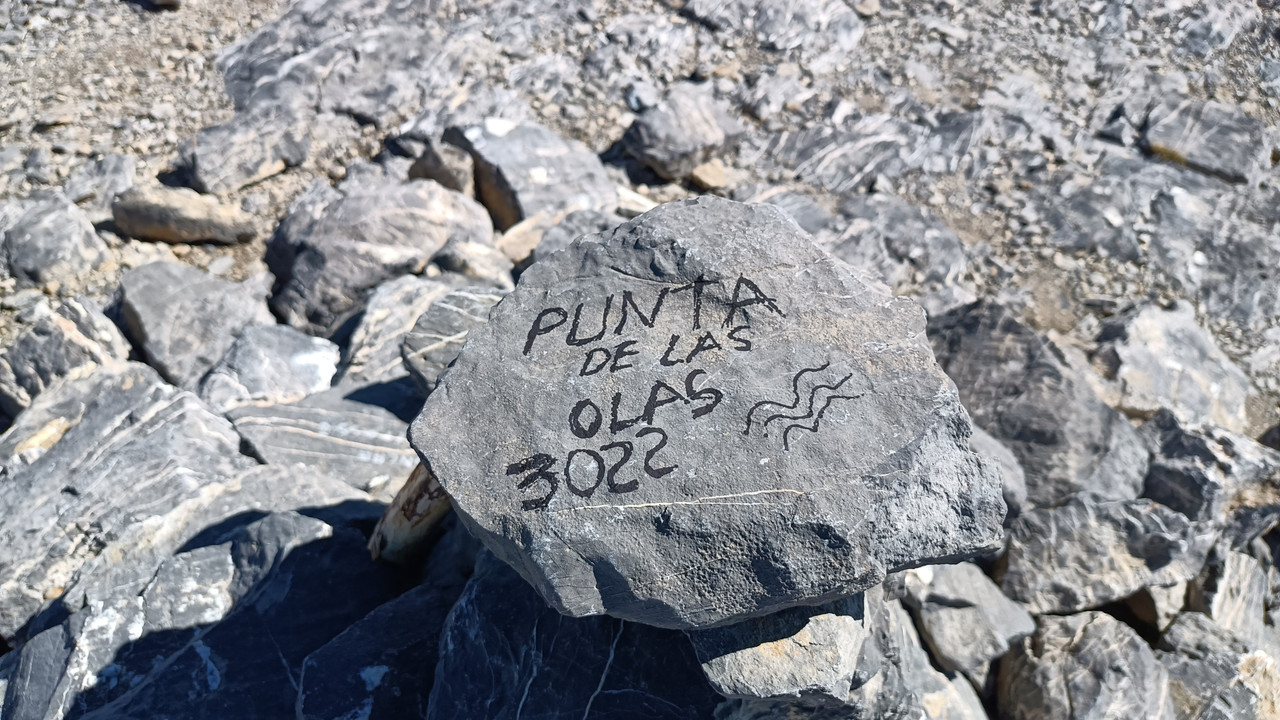 PUNTA
DE LAS
OLAS
3022